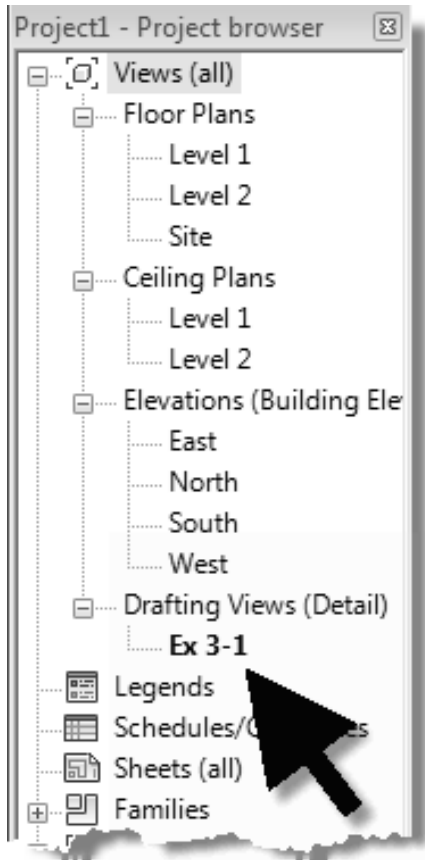 Project1 - Project browser
Views (all)
Floor Plans
Level 1
Level 2
Site
Ceiling Plans
Level 1
Level 2
Elevations (Building Ele
East
North
South
West
Drafting Views (Detail)
Ex 3-1
Legends
Schedules/
Sheets (all)
Families